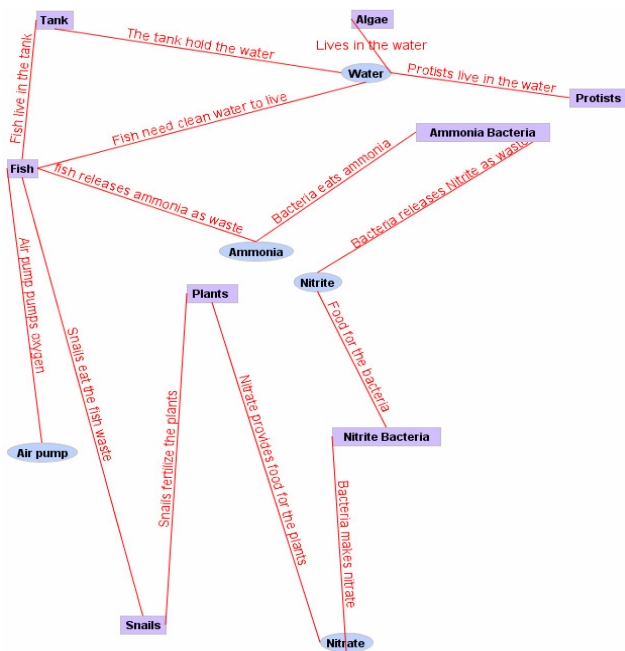 Tank
Algae
The tank hold the water
Lives in the water
Water
Protists live in the water
Protists
Fish live in the tank
Fish need clean water to live
Ammonia Bacteria
Fish
fish releases ammonia as waste
Bacteria eats ammonia
Bacteria releases Nitrite as waste
Ammonia
Nitrite
Plants
Air pump pumps oxygen
Food for the bacteria
Snails eat the fish waste
Snails fertilize the plants
Nitrate provides food for the plants
Nitrite Bacteria
Air pump
Bacteria makes nitrate
Snails
Nitrate